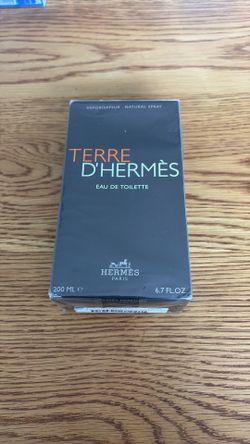 VAPORISATEUR . NATURAL SPRAY
TERRE
D'HERMÈS
EAU DE TOILETTE
HERMÈS
PARIS
200 ML ℮ 6.7 FL.OZ